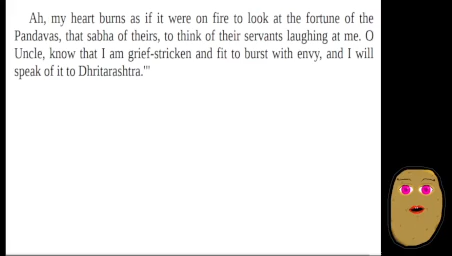 Ah, my heart burns as if it were on fire to look at the fortune of the
Pandavas, that sabha of theirs, to think of their servants laughing at me. O
Uncle, know that I am grief-stricken and fit to burst with envy, and I will
speak of it to Dhritarashtra.'"